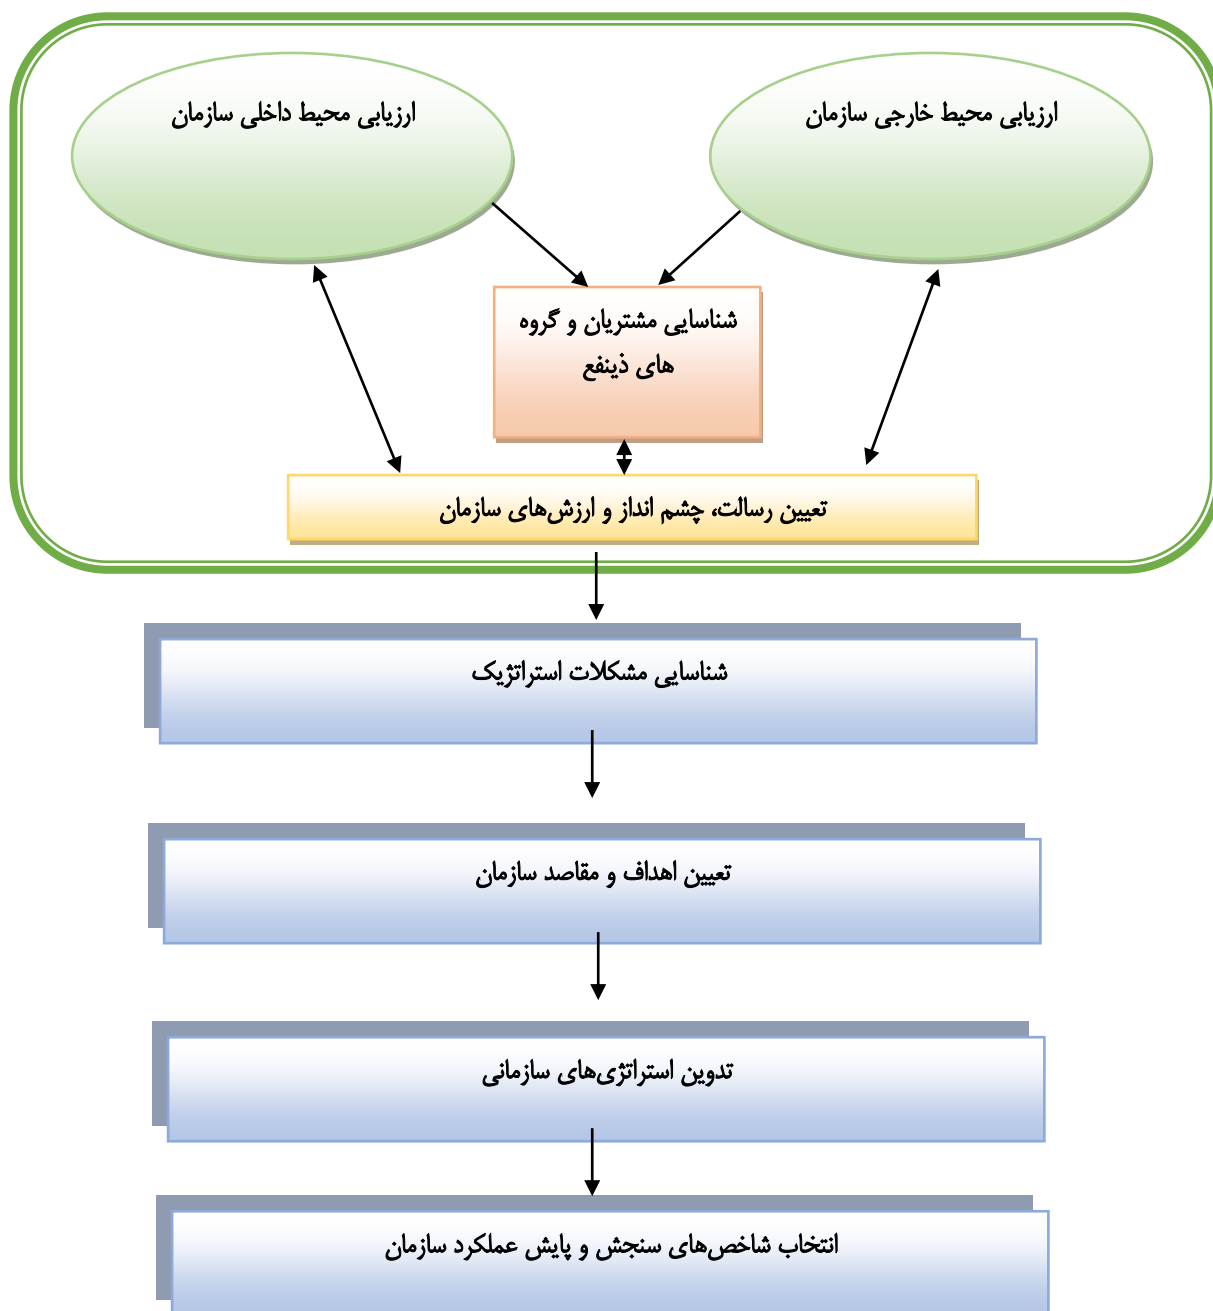 ارزیابی محیط خارجی سازمان
ارزیابی محیط داخلی سازمان
شناسایی مشتریان و گروه
های ذینفع
تعیین رسالت، چشم انداز و ارزش‌های سازمان
شناسایی مشکلات استراتژیک
تعیین اهداف و مقاصد سازمان
تدوین استراتژی‌های سازمانی
انتخاب شاخص‌های سنجش و پایش عملکرد سازمان